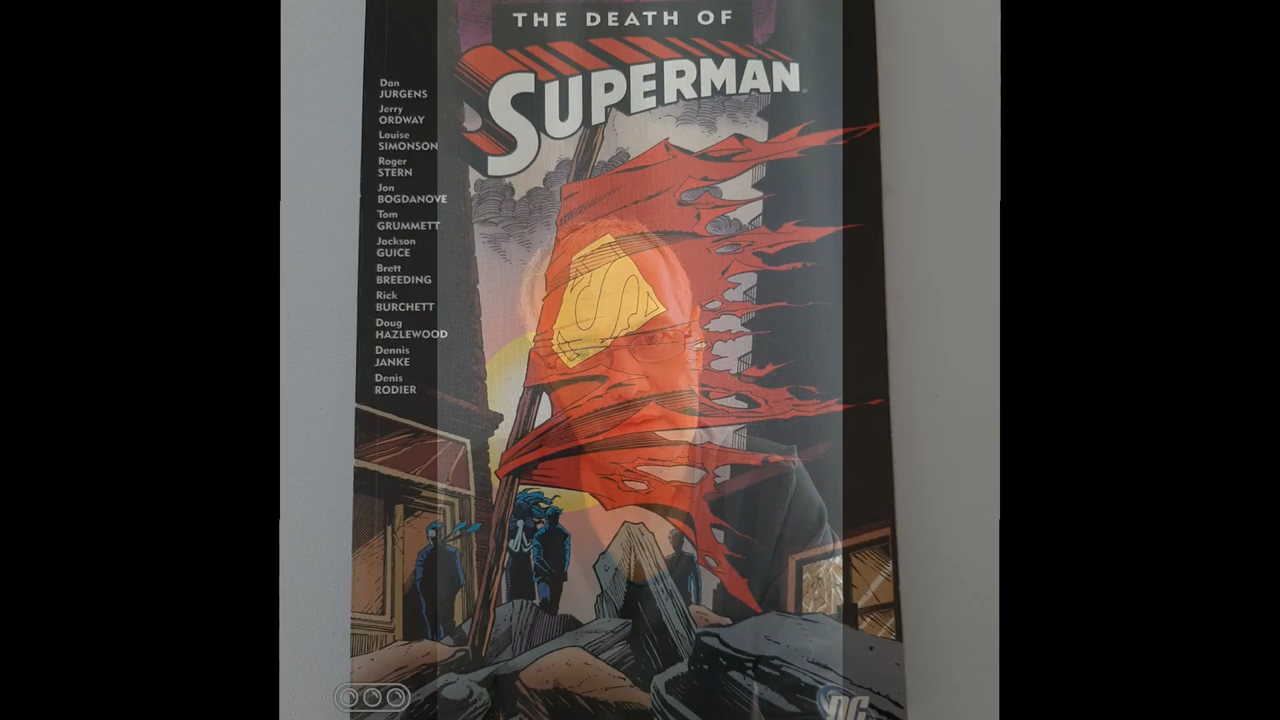 THE DEATH OF
SUPERMAN
Dan
JURGENS
Jerry
ORDWAY
Louise
SIMONSON
Roger
STERN
Jon
BOGDANOVE
Tom
GRUMMETT
Jackson
GUICE
Brett
BREEDING
Rick
BURCHETT
Doug
HAZLEWOOD
Dennis
JANKE
Denis
RODIER
S
DC